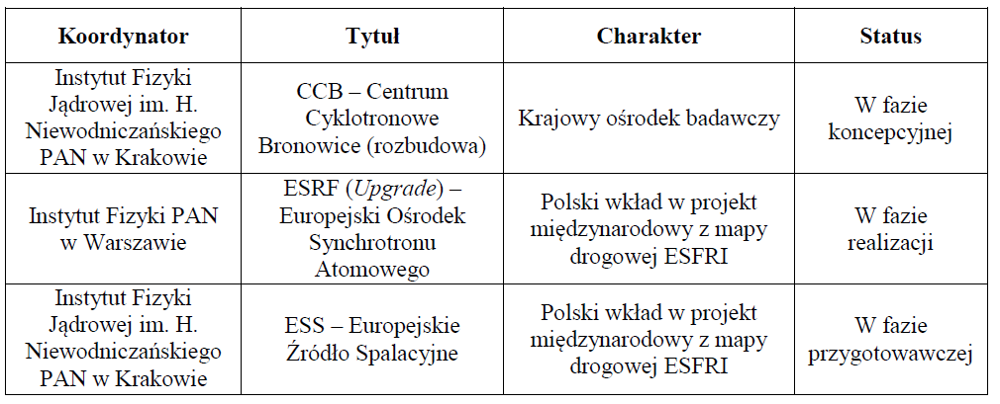 Koordynator
Tytuł
Charakter
Status
Instytut Fizyki
Jądrowej im. H.
Niewodniczańskiego
PAN w Krakowie
CCB – Centrum
Cyklotronowe
Bronowice (rozbudowa)
Krajowy ośrodek badawczy
W fazie
koncepcyjnej
Instytut Fizyki PAN
w Warszawie
ESRF (Upgrade) –
Europejski Ośrodek
Synchrotronu
Atomowego
Polski wkład w projekt
międzynarodowy z mapy
drogowej ESFRI
W fazie
realizacji
Instytut Fizyki
Jądrowej im. H.
Niewodniczańskiego
PAN w Krakowie
ESS – Europejskie
Źródło Spalacyjne
Polski wkład w projekt
międzynarodowy z mapy
drogowej ESFRI
W fazie
przygotowawczej